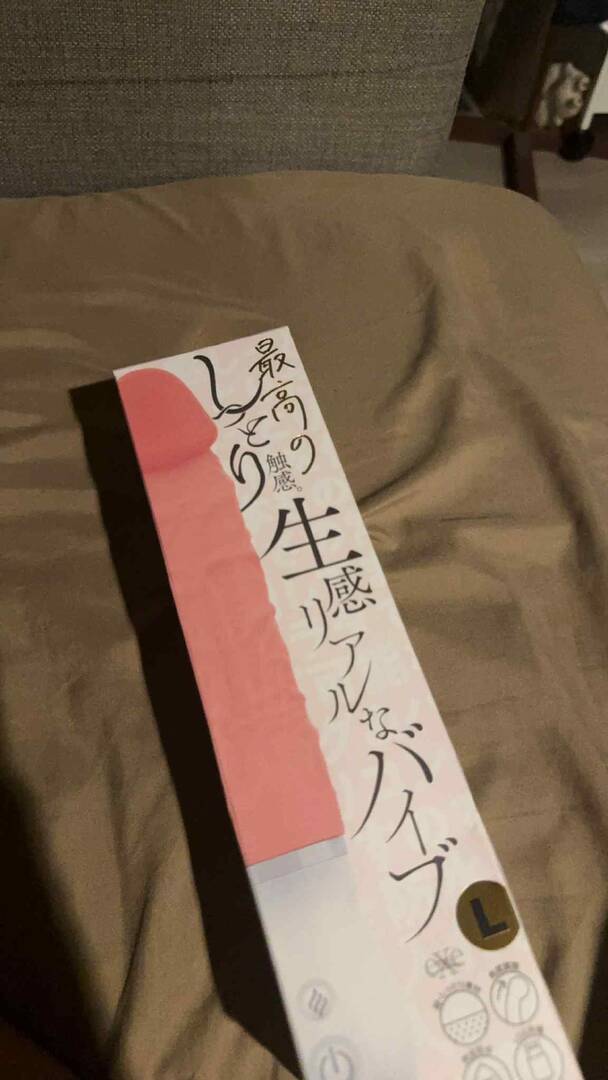 最高の
しっとり
触感。
生感
リアルな
バイブ
L